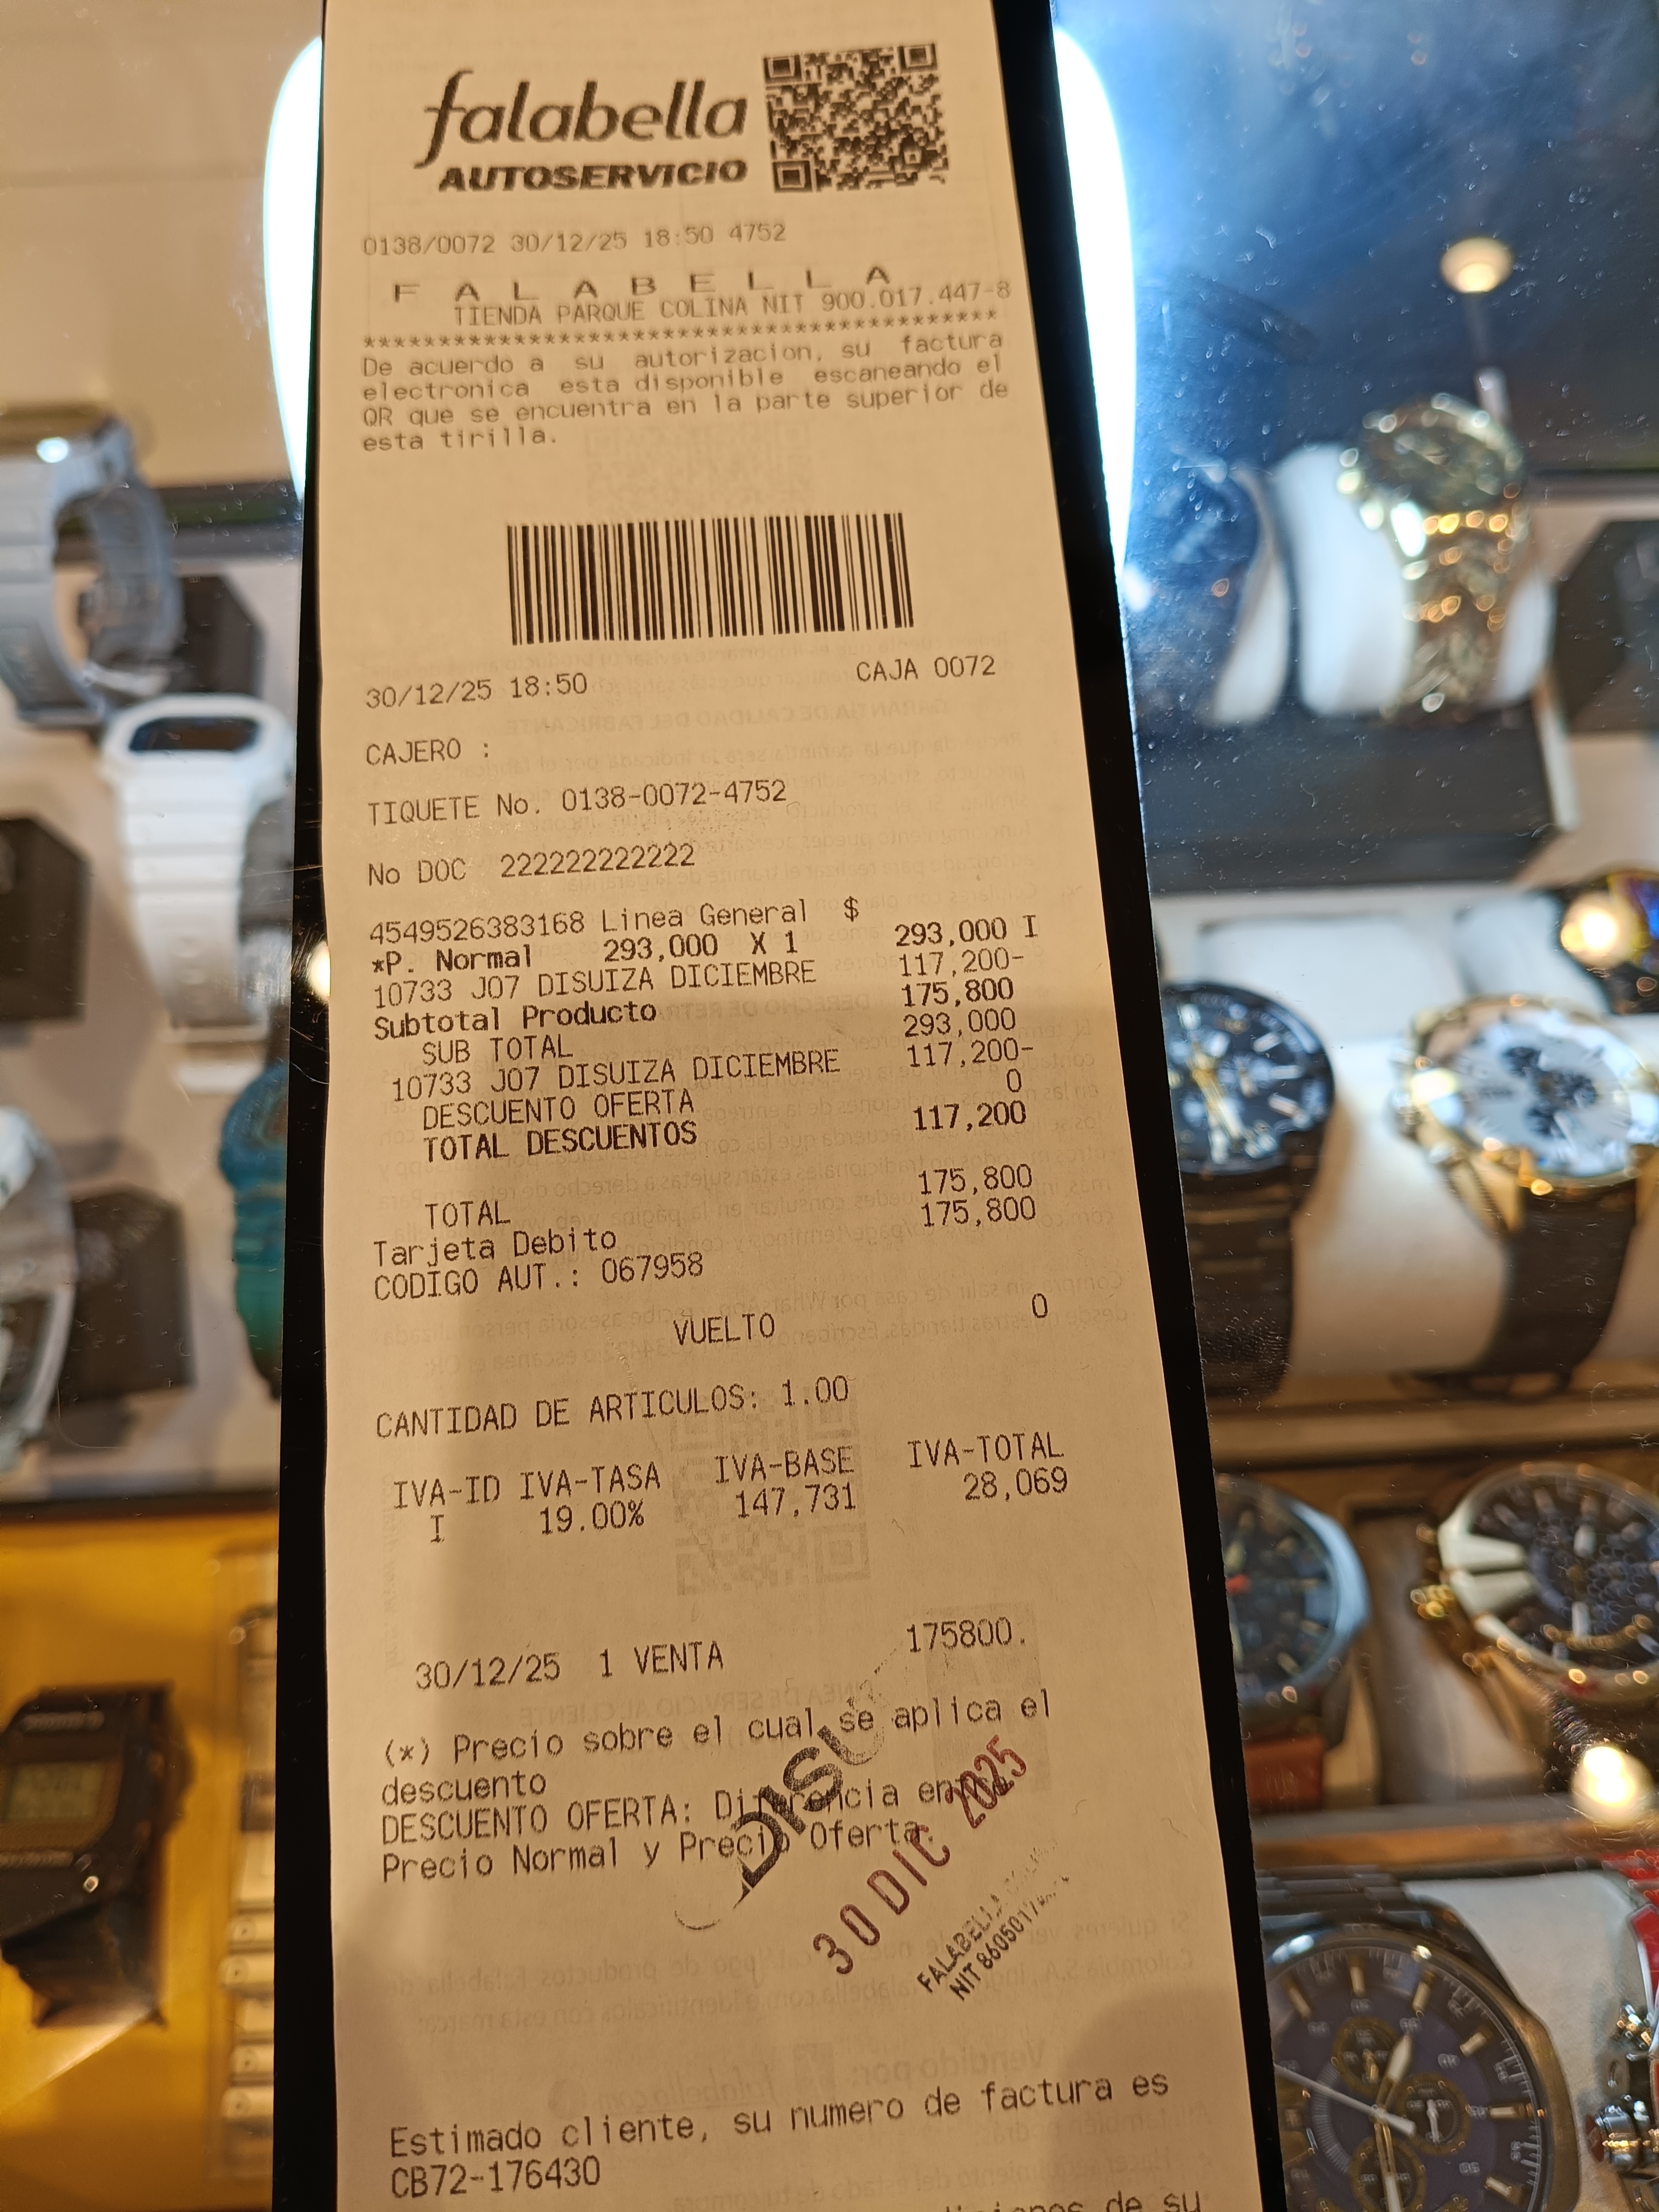 falabella
AUTOSERVICIO
0138/0072 30/12/25 18:50 4752
F A L A B E L L A
TIENDA PARQUE COLINA NIT 900.017.447-8
******************************************
De acuerdo a su autorizacion, su factura
electronica esta disponible escaneando el
QR que se encuentra en la parte superior de
esta tirilla.
30/12/25 18:50 CAJA 0072
CAJERO :
TIQUETE No. 0138-0072-4752
No DOC 222222222222
4549526383168 Linea General $
*P. Normal 293,000 X 1 293,000 I
10733 J07 DISUIZA DICIEMBRE 117,200-
Subtotal Producto 175,800
SUB TOTAL 293,000
10733 J07 DISUIZA DICIEMBRE 117,200-
DESCUENTO OFERTA 0
TOTAL DESCUENTOS 117,200
TOTAL 175,800
Tarjeta Debito 175,800
CODIGO AUT.: 067958
VUELTO 0
CANTIDAD DE ARTICULOS: 1.00
IVA-ID IVA-TASA IVA-BASE IVA-TOTAL
I 19.00% 147,731 28,069
30/12/25 1 VENTA 175800.
(*) Precio sobre el cual se aplica el
descuento
DESCUENTO OFERTA: Diferencia entre
Precio Normal y Precio Oferta.
30 DIC 2025
FALABELLA
NIT
Estimado cliente, su numero de factura es
CB72-176430
de su